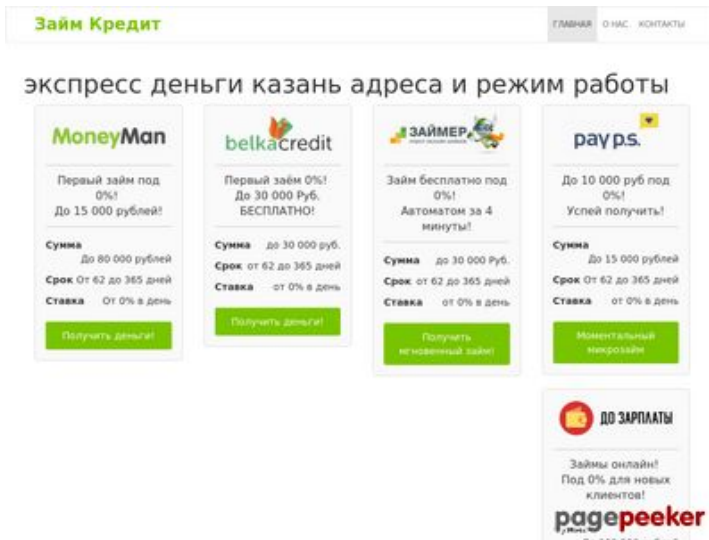 Займ Кредит
ГЛАВНАЯ О НАС КОНТАКТЫ
экспресс деньги казань адреса и режим работы
MoneyMan
Первый займ под
0%!
До 15 000 рублей!
Сумма
До 80 000 рублей
Срок От 62 до 365 дней
Ставка От 0% в день
Получить деньги!
belkacredit
Первый заём 0%!
До 30 000 Руб.
БЕСПЛАТНО!
Сумма до 30 000 руб.
Срок от 62 до 365 дней
Ставка от 0% в день
Получить деньги!
ЗАЙМЕР
Займ бесплатно под
0%!
Автоматом за 4
минуты!
Сумма до 30 000 Руб.
Срок от 62 до 365 дней
Ставка от 0% в день
Получить
мгновенный займ!
pay p.s.
До 10 000 руб под
0%!
Успей получить!
Сумма
До 15 000 рублей
Срок От 62 до 365 дней
Ставка От 0% в день
Моментальный
микрозайм
ДО ЗАРПЛАТЫ
Займы онлайн!
Под 0% для новых
клиентов!
pagepeeker